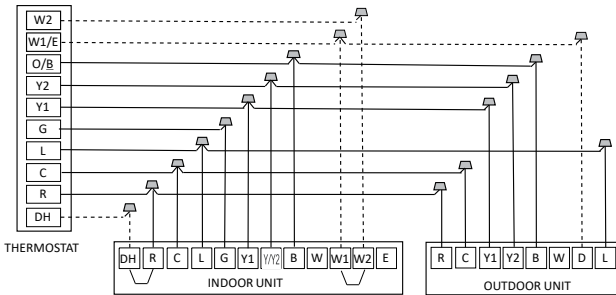 W2
W1/E
O/B
Y2
Y1
G
L
C
R
DH
THERMOSTAT
DH R C L G Y1 Y/Y2 B W W1 W2 E
INDOOR UNIT
R C Y1 Y2 B W D L
OUTDOOR UNIT